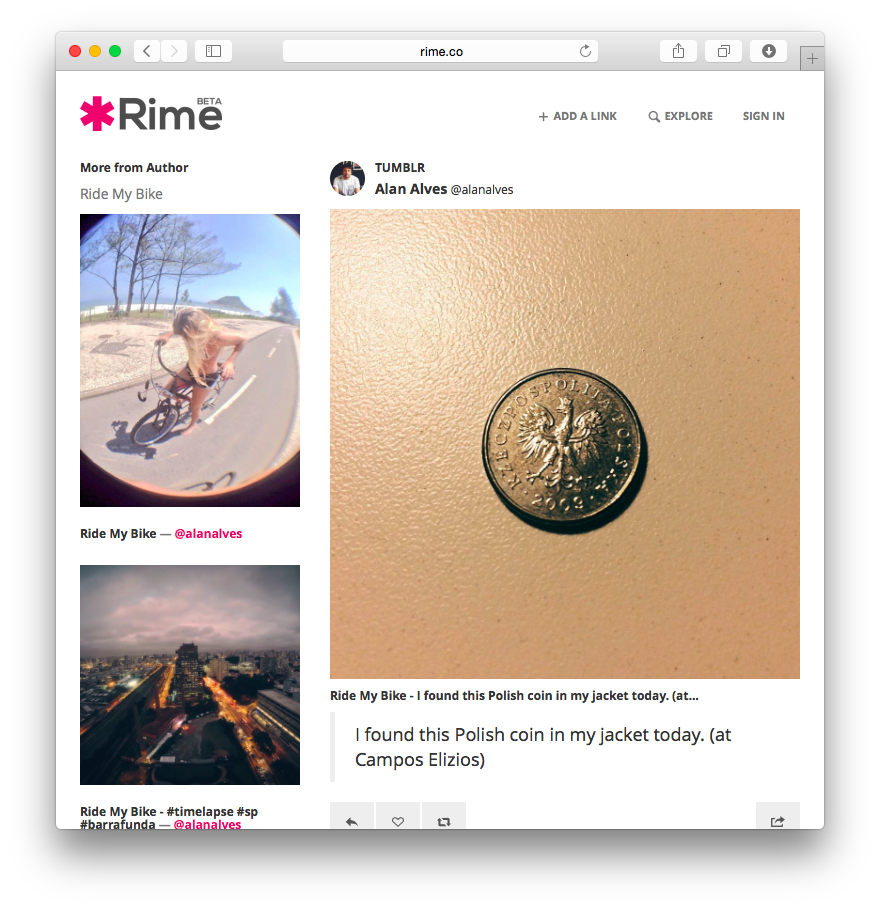 rime.co
Rime BETA
ADD A LINK
EXPLORE
SIGN IN
More from Author
Ride My Bike
Ride My Bike — @alanalves
Ride My Bike - #timelapse #sp
#barrafunda — @alanalves
TUMBLR
Alan Alves @alanalves
RZECZPOSPOLITA POLSKA
2009
Ride My Bike - I found this Polish coin in my jacket today. (at...
I found this Polish coin in my jacket today. (at
Campos Elizios)